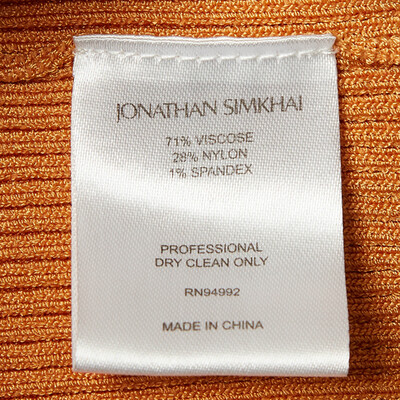 JONATHAN SIMKHAI
71% VISCOSE
28% NYLON
1% SPANDEX
PROFESSIONAL
DRY CLEAN ONLY
RN94992
MADE IN CHINA